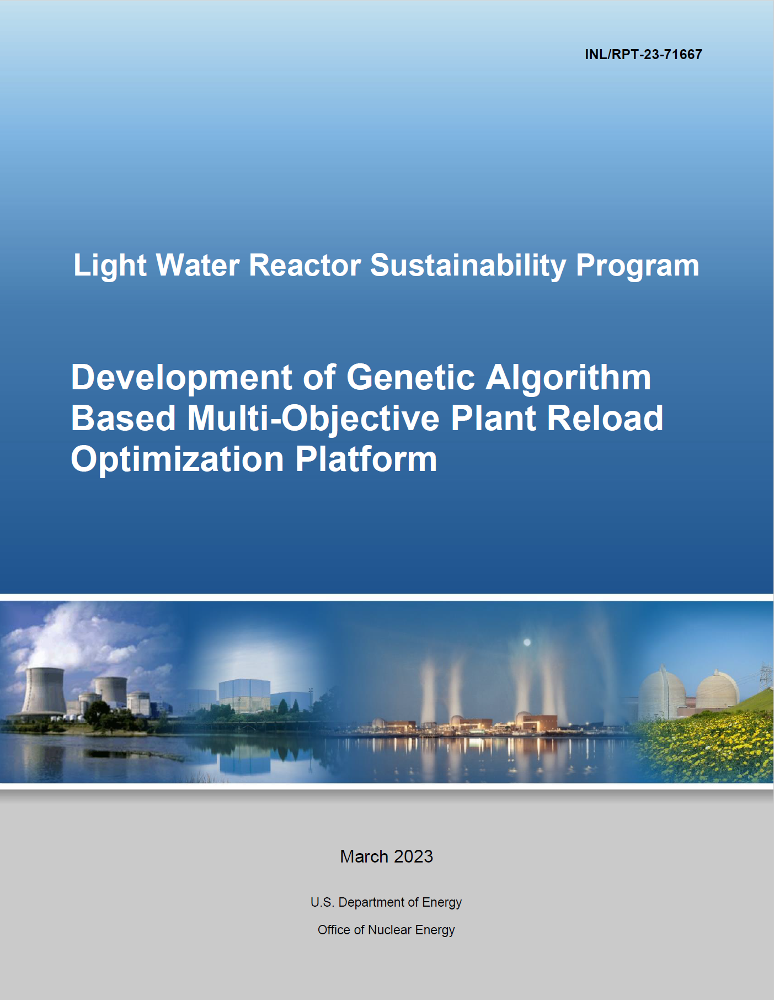 INL/RPT-23-71667
Light Water Reactor Sustainability Program
Development of Genetic Algorithm
Based Multi-Objective Plant Reload
Optimization Platform
March 2023
U.S. Department of Energy
Office of Nuclear Energy